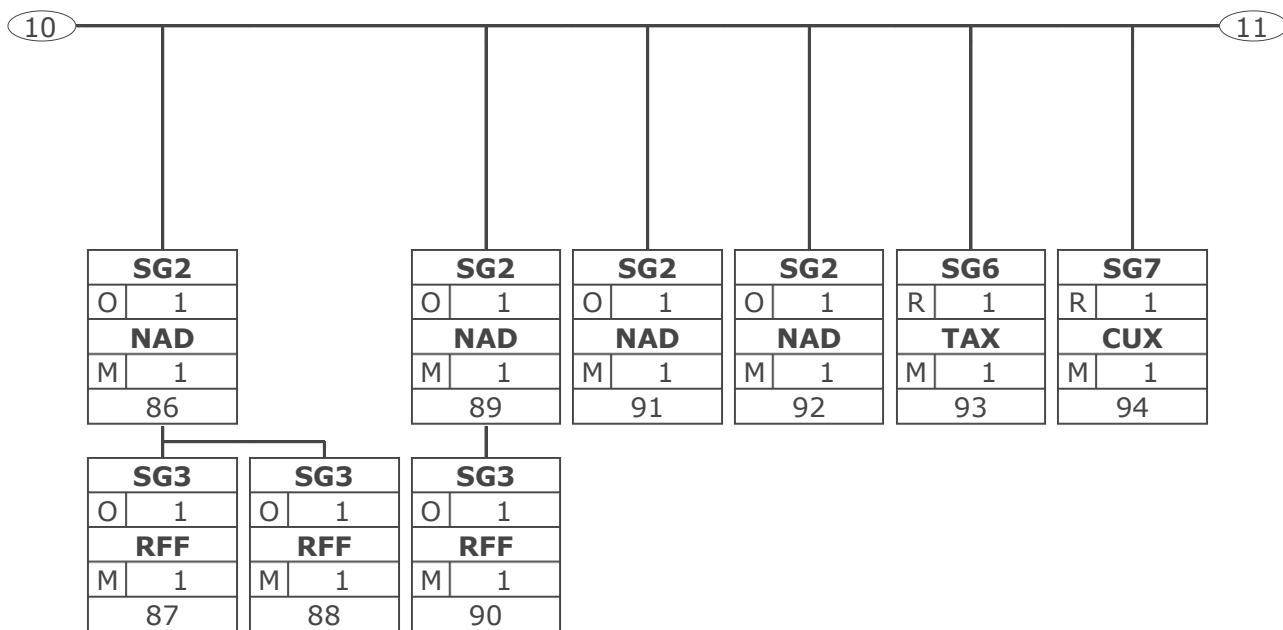 10 11
SG2 SG2 SG2 SG2 SG6 SG7
O 1 O 1 O 1 O 1 R 1 R 1
NAD NAD NAD NAD TAX CUX
M 1 M 1 M 1 M 1 M 1 M 1
86 89 91 92 93 94
SG3 SG3 SG3
O 1 O 1 O 1
RFF RFF RFF
M 1 M 1 M 1
87 88 90